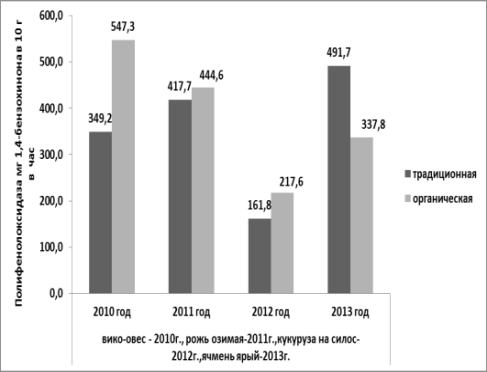 Полифенолоксидаза мг 1,4-бензохинона в 10 г
в час
600,0
500,0
400,0
300,0
200,0
100,0
0,0
349,2
547,3
417,7
444,6
161,8
217,6
491,7
337,8
традиционная
органическая
2010 год
2011 год
2012 год
2013 год
вико-овес - 2010г., рожь озимая-2011г.,кукуруза на силос-
2012г.,ячмень ярый-2013г.